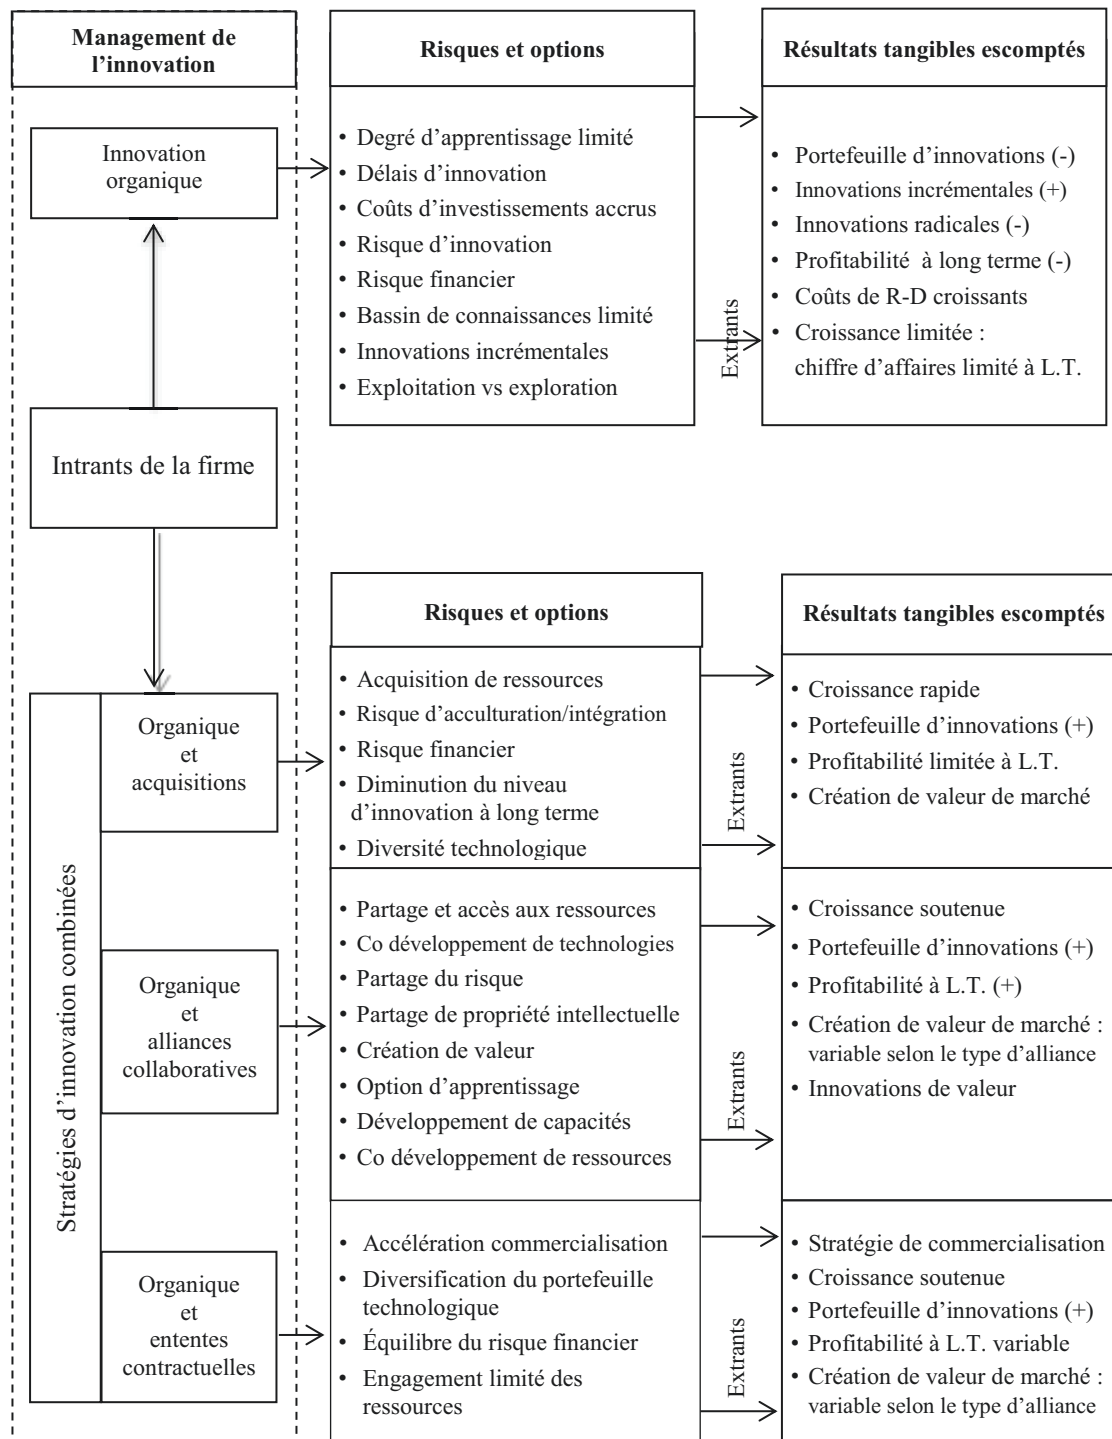 Management de
l’innovation
Risques et options
Résultats tangibles escomptés
Innovation
organique
• Degré d’apprentissage limité
• Délais d’innovation
• Coûts d’investissements accrus
• Risque d’innovation
• Risque financier
• Bassin de connaissances limité
• Innovations incrémentales
• Exploitation vs exploration
Extrants
• Portefeuille d’innovations (-)
• Innovations incrémentales (+)
• Innovations radicales (-)
• Profitabilité à long terme (-)
• Coûts de R-D croissants
• Croissance limitée :
chiffre d’affaires limité à L.T.
Intrants de la firme
Risques et options
Résultats tangibles escomptés
Stratégies d’innovation combinées
Organique
et
acquisitions
• Acquisition de ressources
• Risque d’acculturation/intégration
• Risque financier
• Diminution du niveau
d’innovation à long terme
• Diversité technologique
Extrants
• Croissance rapide
• Portefeuille d’innovations (+)
• Profitabilité limitée à L.T.
• Création de valeur de marché
Organique
et
alliances
collaboratives
• Partage et accès aux ressources
• Co développement de technologies
• Partage du risque
• Partage de propriété intellectuelle
• Création de valeur
• Option d’apprentissage
• Développement de capacités
• Co développement de ressources
Extrants
• Croissance soutenue
• Portefeuille d’innovations (+)
• Profitabilité à L.T. (+)
• Création de valeur de marché :
variable selon le type d’alliance
• Innovations de valeur
Organique
et
ententes
contractuelles
• Accélération commercialisation
• Diversification du portefeuille
technologique
• Équilibre du risque financier
• Engagement limité des
ressources
Extrants
• Stratégie de commercialisation
• Croissance soutenue
• Portefeuille d’innovations (+)
• Profitabilité à L.T. variable
• Création de valeur de marché :
variable selon le type d’alliance